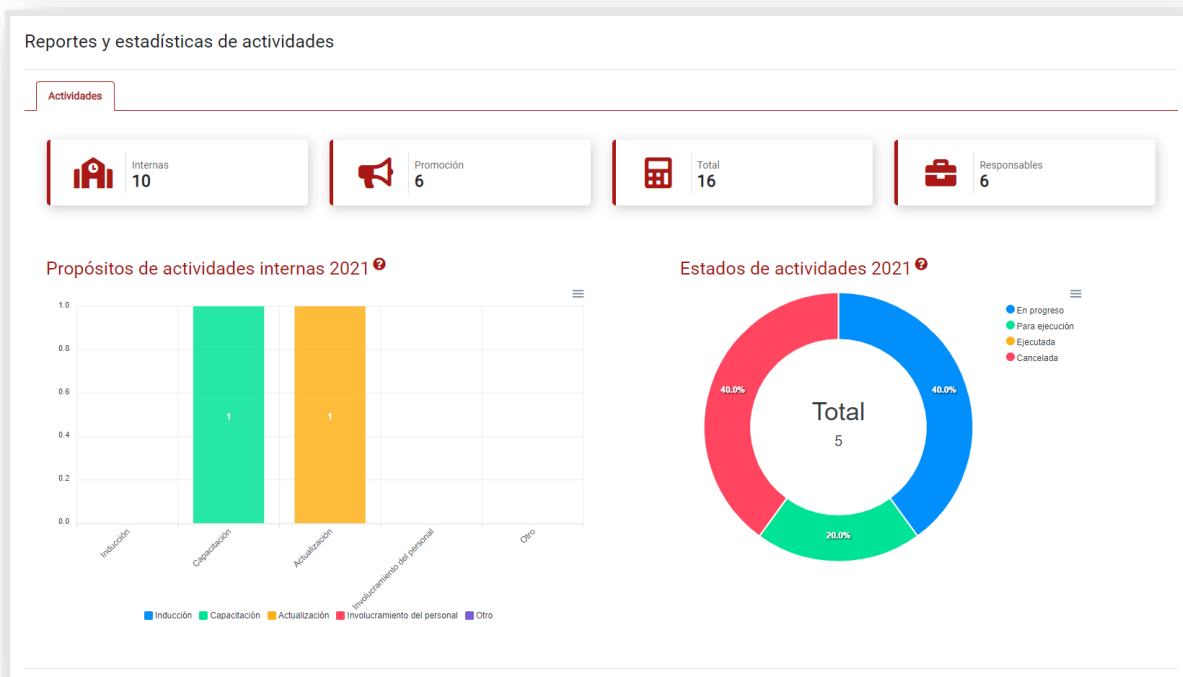 Reportes y estadísticas de actividades
Actividades
Internas
10
Promoción
6
Total
16
Responsables
6
Propósitos de actividades internas 2021
1.0
0.8
0.6
0.4
0.2
0.0
1
1
Inducción
Capacitación
Actualización
Involucramiento del personal
Otro
Inducción Capacitación Actualización Involucramiento del personal Otro
Estados de actividades 2021
En progreso
Para ejecución
Ejecutada
Cancelada
40.0%
40.0%
20.0%
Total
5